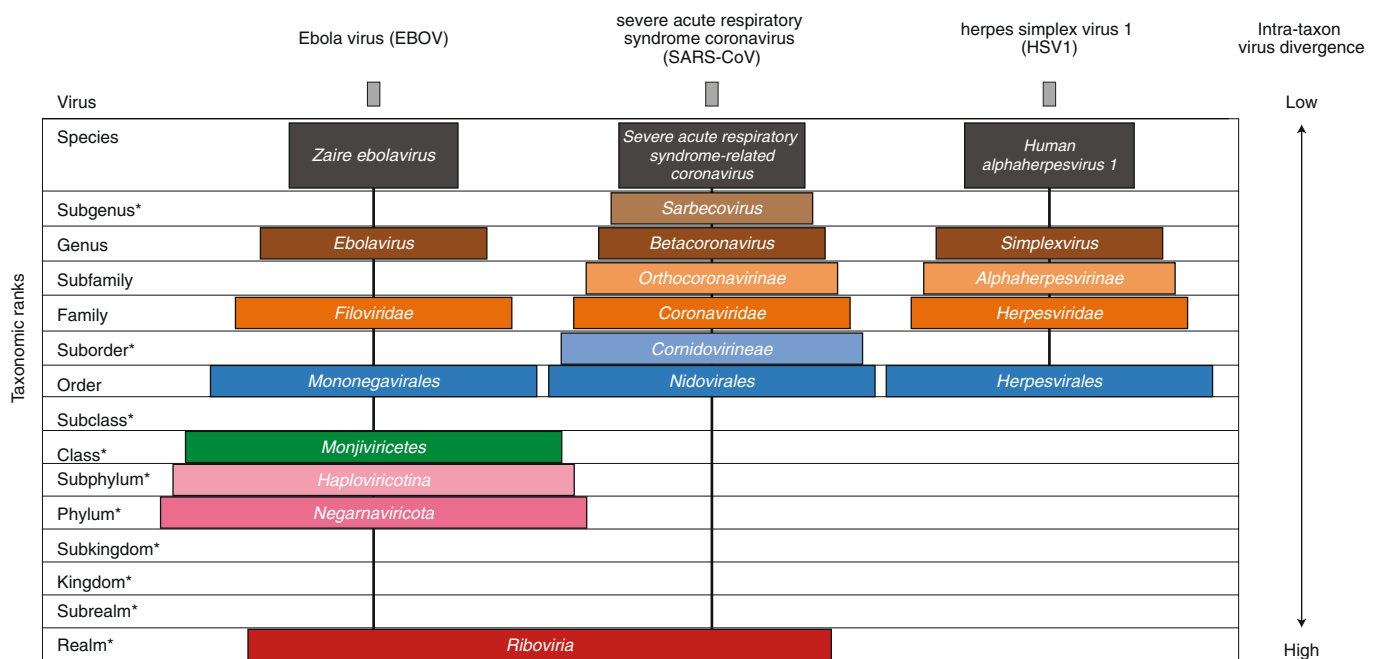 Ebola virus (EBOV)
severe acute respiratory
syndrome coronavirus
(SARS-CoV)
herpes simplex virus 1
(HSV1)
Intra-taxon
virus divergence
Virus
Low
Taxonomic ranks
Species
Zaire ebolavirus
Severe acute respiratory
syndrome-related
coronavirus
Human
alphaherpesvirus 1
Subgenus*
Sarbecovirus
Genus
Ebolavirus
Betacoronavirus
Simplexvirus
Subfamily
Orthocoronavirinae
Alphaherpesvirinae
Family
Filoviridae
Coronaviridae
Herpesviridae
Suborder*
Cornidovirineae
Order
Mononegavirales
Nidovirales
Herpesvirales
Subclass*
Class*
Monjiviricetes
Subphylum*
Haploviricotina
Phylum*
Negarnaviricota
Subkingdom*
Kingdom*
Subrealm*
Realm*
Riboviria
High